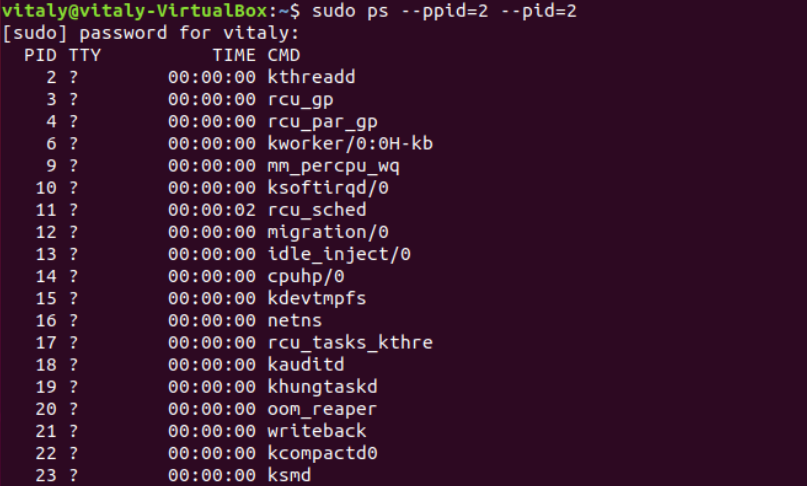 vitaly@vitaly-VirtualBox:~$ sudo ps --ppid=2 --pid=2
[sudo] password for vitaly:
PID TTY TIME CMD
2 ? 00:00:00 kthreadd
3 ? 00:00:00 rcu_gp
4 ? 00:00:00 rcu_par_gp
6 ? 00:00:00 kworker/0:0H-kb
9 ? 00:00:00 mm_percpu_wq
10 ? 00:00:00 ksoftirqd/0
11 ? 00:00:02 rcu_sched
12 ? 00:00:00 migration/0
13 ? 00:00:00 idle_inject/0
14 ? 00:00:00 cpuhp/0
15 ? 00:00:00 kdevtmpfs
16 ? 00:00:00 netns
17 ? 00:00:00 rcu_tasks_kthre
18 ? 00:00:00 kauditd
19 ? 00:00:00 khungtaskd
20 ? 00:00:00 oom_reaper
21 ? 00:00:00 writeback
22 ? 00:00:00 kcompactd0
23 ? 00:00:00 ksmd